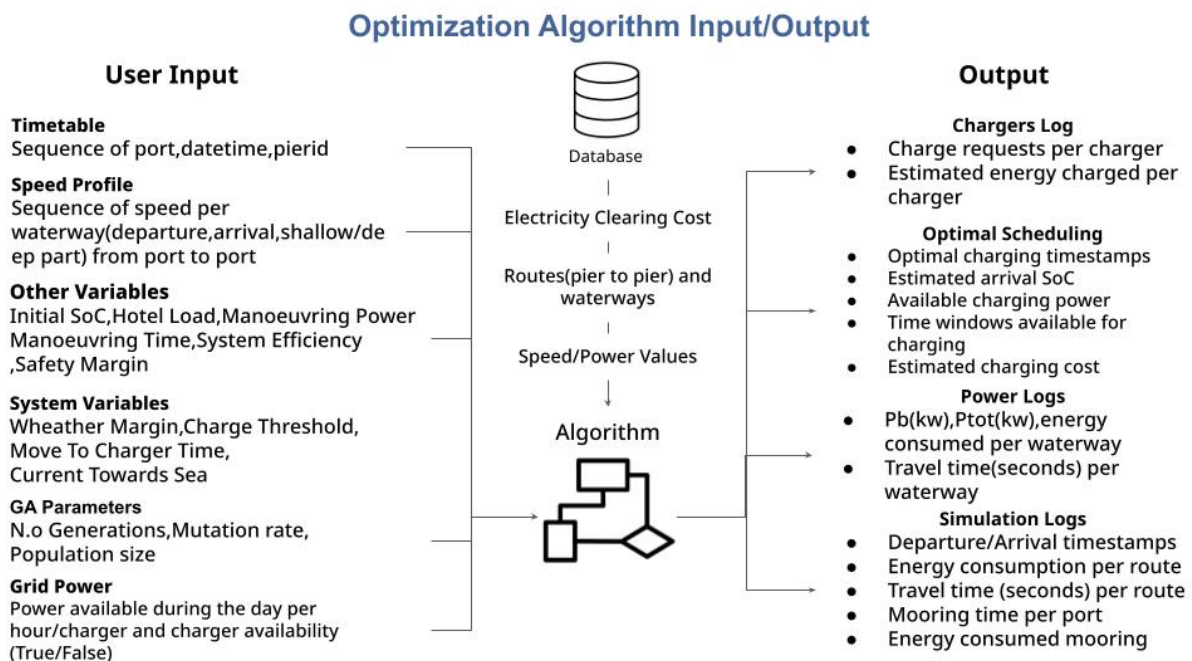 Optimization Algorithm Input/Output
User Input
Timetable
Sequence of port,datetime,pierid
Speed Profile
Sequence of speed per
waterway(departure,arrival,shallow/de
ep part) from port to port
Other Variables
Initial SoC,Hotel Load,Manoeuvring Power
Manoeuvring Time,System Efficiency
,Safety Margin
System Variables
Wheather Margin,Charge Threshold,
Move To Charger Time,
Current Towards Sea
GA Parameters
N.o Generations,Mutation rate,
Population size
Grid Power
Power available during the day per
hour/charger and charger availability
(True/False)
Database
Electricity Clearing Cost
Routes(pier to pier) and
waterways
Speed/Power Values
Algorithm
Output
Chargers Log
● Charge requests per charger
● Estimated energy charged per
charger
Optimal Scheduling
● Optimal charging timestamps
● Estimated arrival SoC
● Available charging power
● Time windows available for
charging
● Estimated charging cost
Power Logs
● Pb(kw),Ptot(kw),energy
consumed per waterway
● Travel time(seconds) per
waterway
Simulation Logs
● Departure/Arrival timestamps
● Energy consumption per route
● Travel time (seconds) per route
● Mooring time per port
● Energy consumed mooring